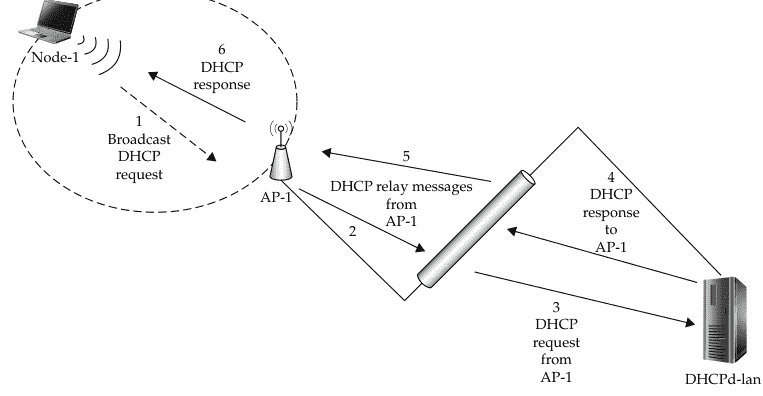 Node-1
6
DHCP
response
1
Broadcast
DHCP
request
AP-1
5
DHCP relay messages
from
AP-1
2
4
DHCP
response
to
AP-1
3
DHCP
request
from
AP-1
DHCPd-lan